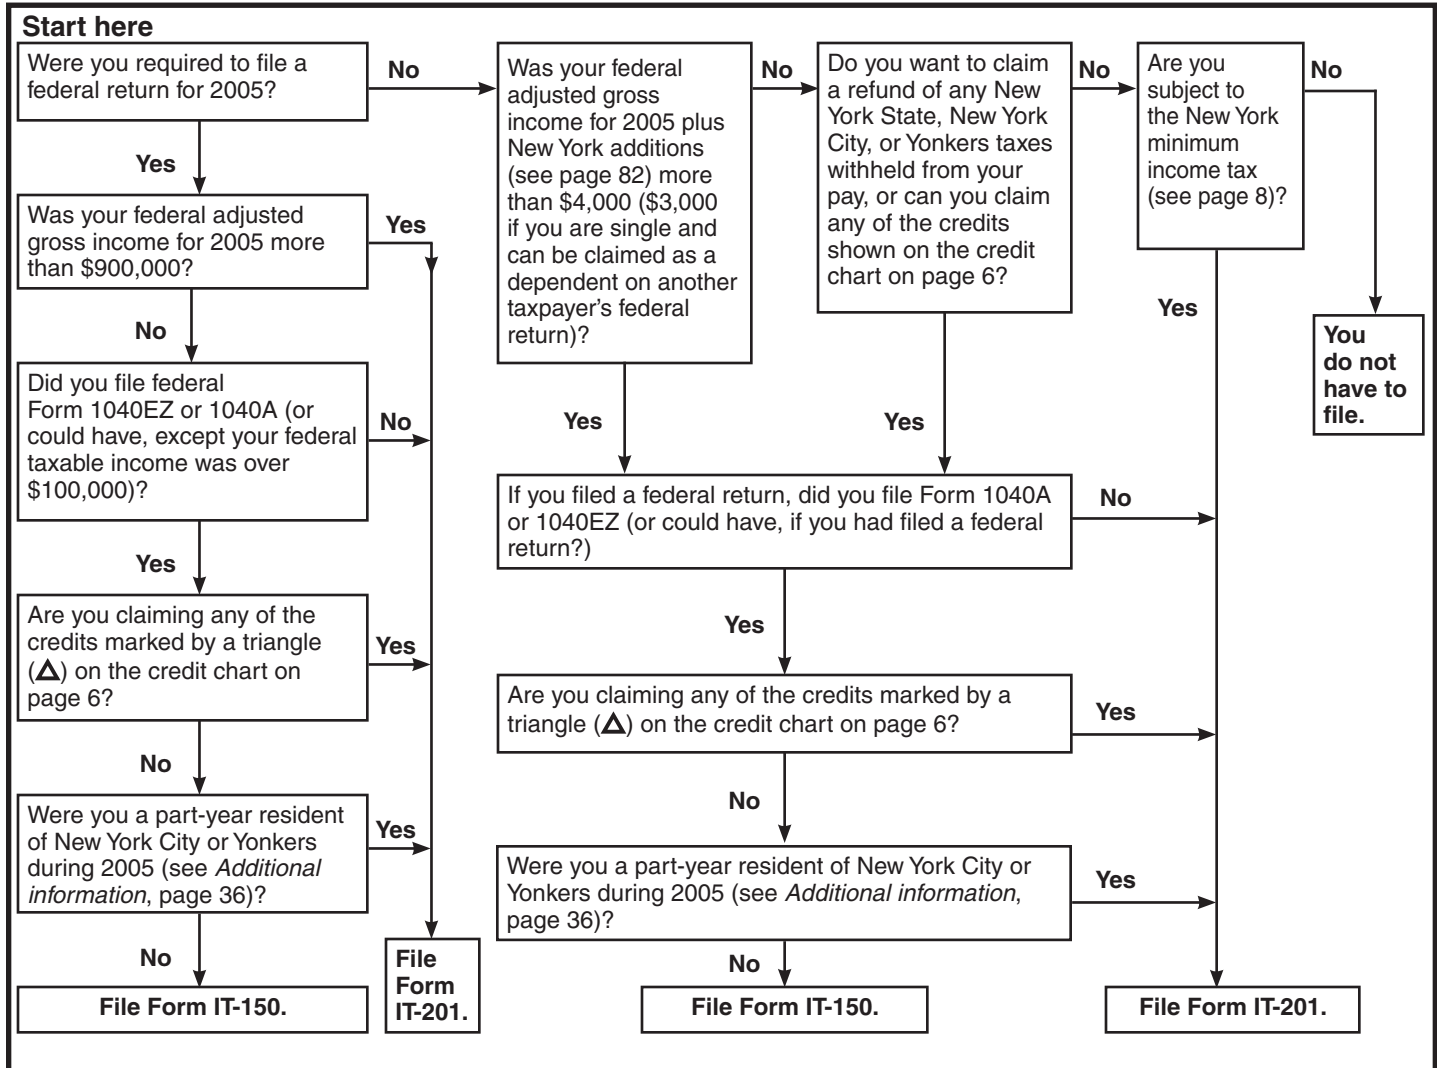 Start here
Were you required to file a
federal return for 2005?
No
Yes
Was your federal adjusted
gross income for 2005 more
than $900,000?
Yes
No
Did you file federal
Form 1040EZ or 1040A (or
could have, except your federal
taxable income was over
$100,000)?
No
Yes
Are you claiming any of the
credits marked by a triangle
(Δ) on the credit chart on
page 6?
Yes
No
Were you a part-year resident
of New York City or Yonkers
during 2005 (see Additional
information, page 36)?
Yes
No
File Form IT-150.
File
Form
IT-201.
Was your federal
adjusted gross
income for 2005 plus
New York additions
(see page 82) more
than $4,000 ($3,000
if you are single and
can be claimed as a
dependent on another
taxpayer's federal
return)?
No
Yes
Do you want to claim
a refund of any New
York State, New York
City, or Yonkers taxes
withheld from your
pay, or can you claim
any of the credits
shown on the credit
chart on page 6?
No
Yes
Are you
subject to
the New York
minimum
income tax
(see page 8)?
No
Yes
You
do not
have to
file.
If you filed a federal return, did you file Form 1040A
or 1040EZ (or could have, if you had filed a federal
return?)
No
Yes
Are you claiming any of the credits marked by a
triangle (Δ) on the credit chart on page 6?
Yes
No
Were you a part-year resident of New York City or
Yonkers during 2005 (see Additional information,
page 36)?
Yes
No
File Form IT-150.
File Form IT-201.